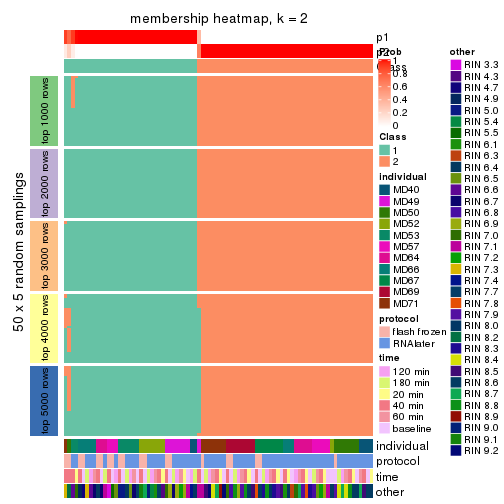 membership heatmap, k = 2
50 x 5 random samplings
top 1000 rows
top 2000 rows
top 3000 rows
top 4000 rows
top 5000 rows
p1
p2
Class
individual
protocol
time
other
Prob
1
0.8
0.6
0.4
0.2
0
Class
1
2
individual
MD40
MD49
MD50
MD52
MD53
MD57
MD64
MD66
MD67
MD69
MD71
protocol
flash frozen
RNAlater
time
120 min
180 min
20 min
40 min
60 min
baseline
other
RIN 3.3
RIN 4.3
RIN 4.7
RIN 4.9
RIN 5.0
RIN 5.4
RIN 5.5
RIN 6.1
RIN 6.3
RIN 6.4
RIN 6.5
RIN 6.6
RIN 6.7
RIN 6.8
RIN 6.9
RIN 7.0
RIN 7.1
RIN 7.2
RIN 7.3
RIN 7.4
RIN 7.7
RIN 7.8
RIN 7.9
RIN 8.0
RIN 8.2
RIN 8.3
RIN 8.4
RIN 8.5
RIN 8.6
RIN 8.7
RIN 8.8
RIN 8.9
RIN 9.0
RIN 9.1
RIN 9.2